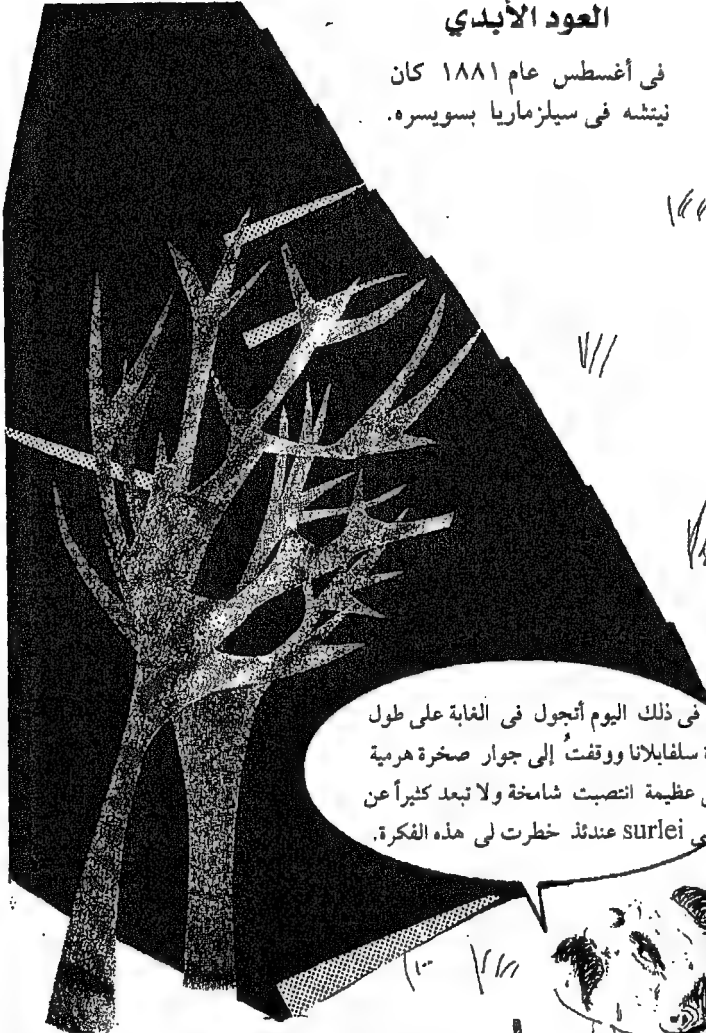 العود الأبدي
فى أغسطس عام ١٨٨١ كان
نيتشه فى سيلزماريا بسويسره.
فى ذلك اليوم أتجول فى الغابة على طول
سلفابلانا ووقفتُ إلى جوار صخرة هرمية
عظيمة انتصبت شامخة ولا تبعد كثيراً عن
surlei عندئذ خطرت لى هذه الفكرة.